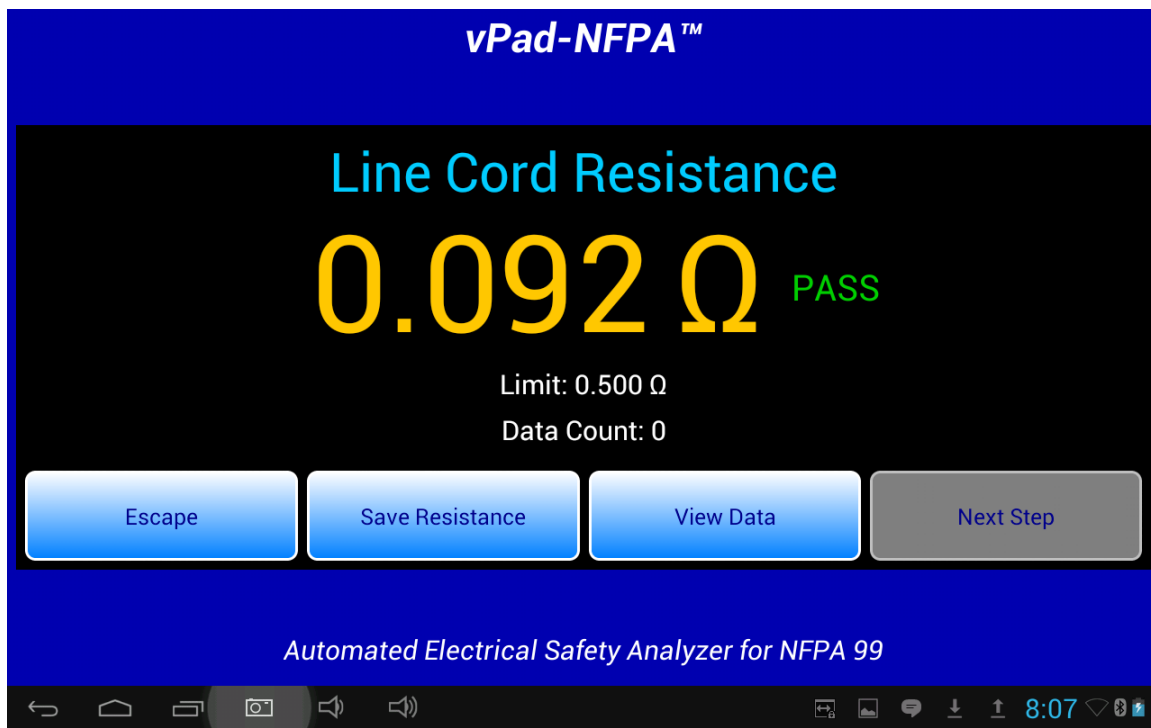 vPad-NFPA™
Line Cord Resistance
0.092 Ω PASS
Limit: 0.500 Ω
Data Count: 0
Escape Save Resistance View Data Next Step
Automated Electrical Safety Analyzer for NFPA 99
8:07